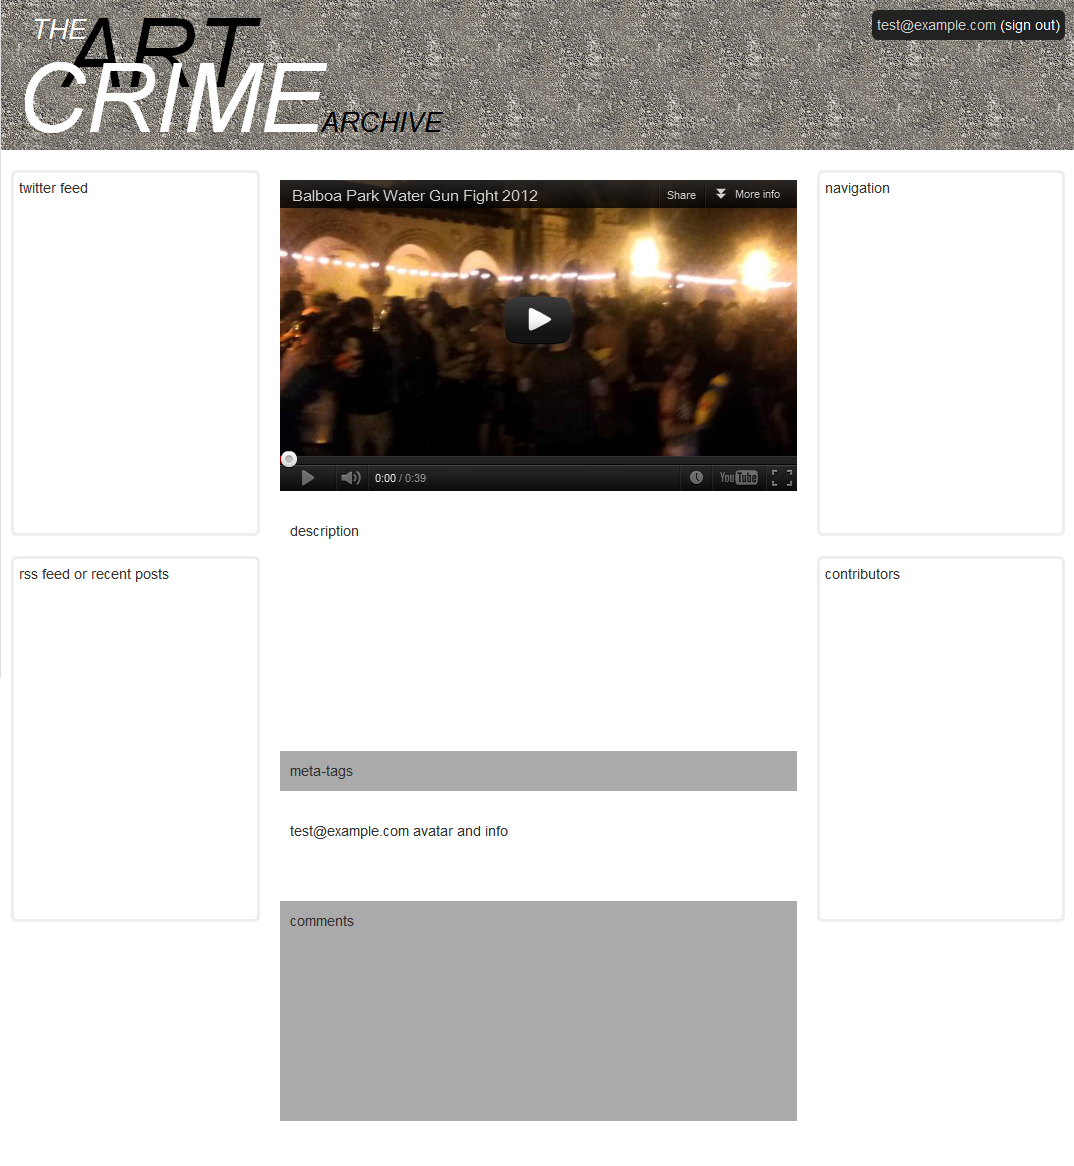 THE ART
CRIME ARCHIVE
test@example.com (sign out)
twitter feed
Balboa Park Water Gun Fight 2012
Share
More info
0:00 / 0:39
YouTube
description
navigation
rss feed or recent posts
contributors
meta-tags
test@example.com avatar and info
comments